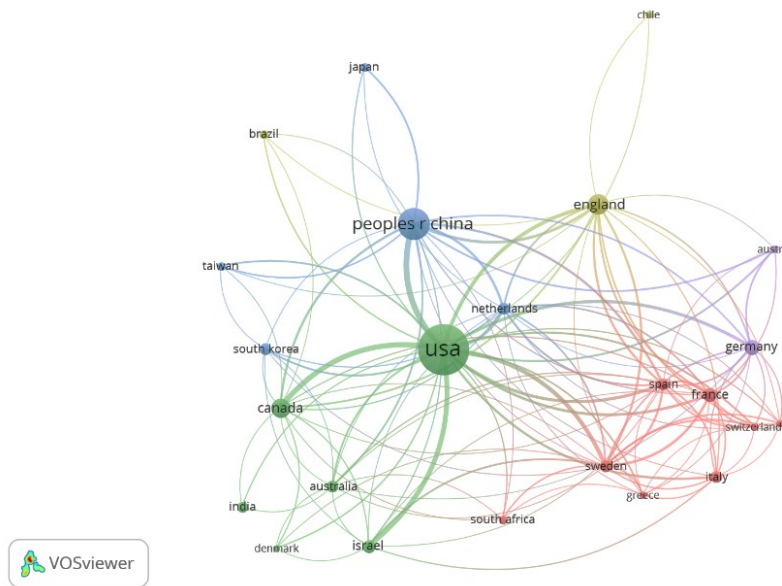 chile
japan
brazil
england
peoples r china
austr
taiwan
netherlands
usa
south korea
germany
spain
france
canada
switzerland
sweden
italy
australia
greece
india
south africa
denmark
israel
VOSviewer